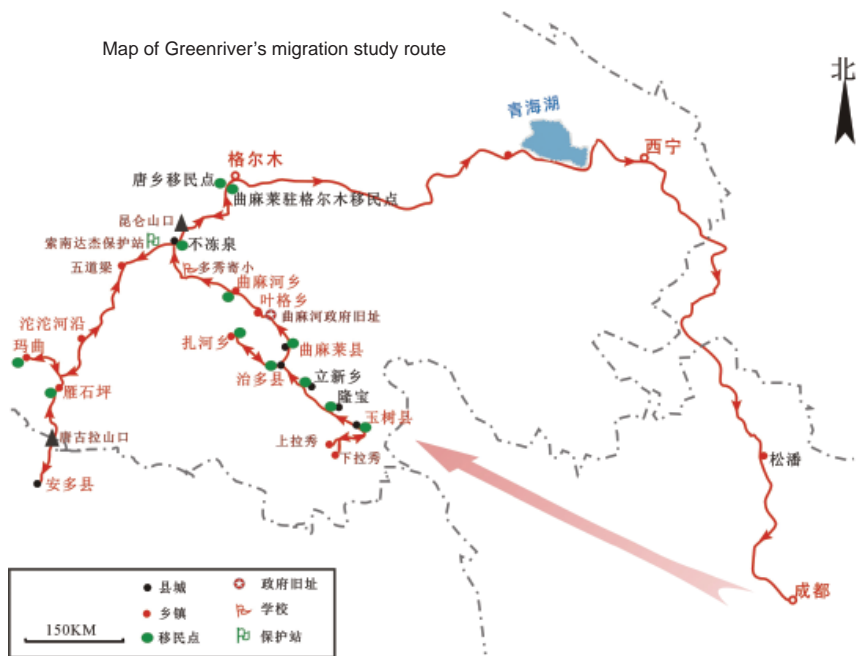 Map of Greenriver's migration study route
北
青海湖
西宁
格尔木
唐乡移民点
曲麻莱驻格尔木移民点
昆仑山口
索南达杰保护站
不冻泉
五道梁
多秀寄小
曲麻河乡
叶格乡
曲麻河政府旧址
沱沱河沿
扎河乡
曲麻莱县
玛曲
治多县
立新乡
雁石坪
隆宝
玉树县
唐古拉山口
上拉秀
下拉秀
松潘
安多县
成都
县城
政府旧址
乡镇
学校
150KM
移民点
保护站